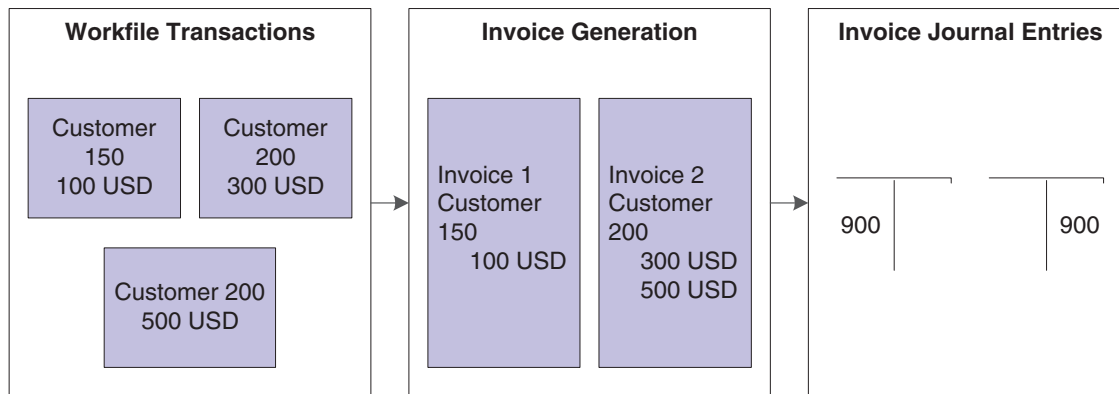 Workfile Transactions
Customer
150
100 USD
Customer
200
300 USD
Customer 200
500 USD
Invoice Generation
Invoice 1
Customer
150
100 USD
Invoice 2
Customer
200
300 USD
500 USD
Invoice Journal Entries
900
900